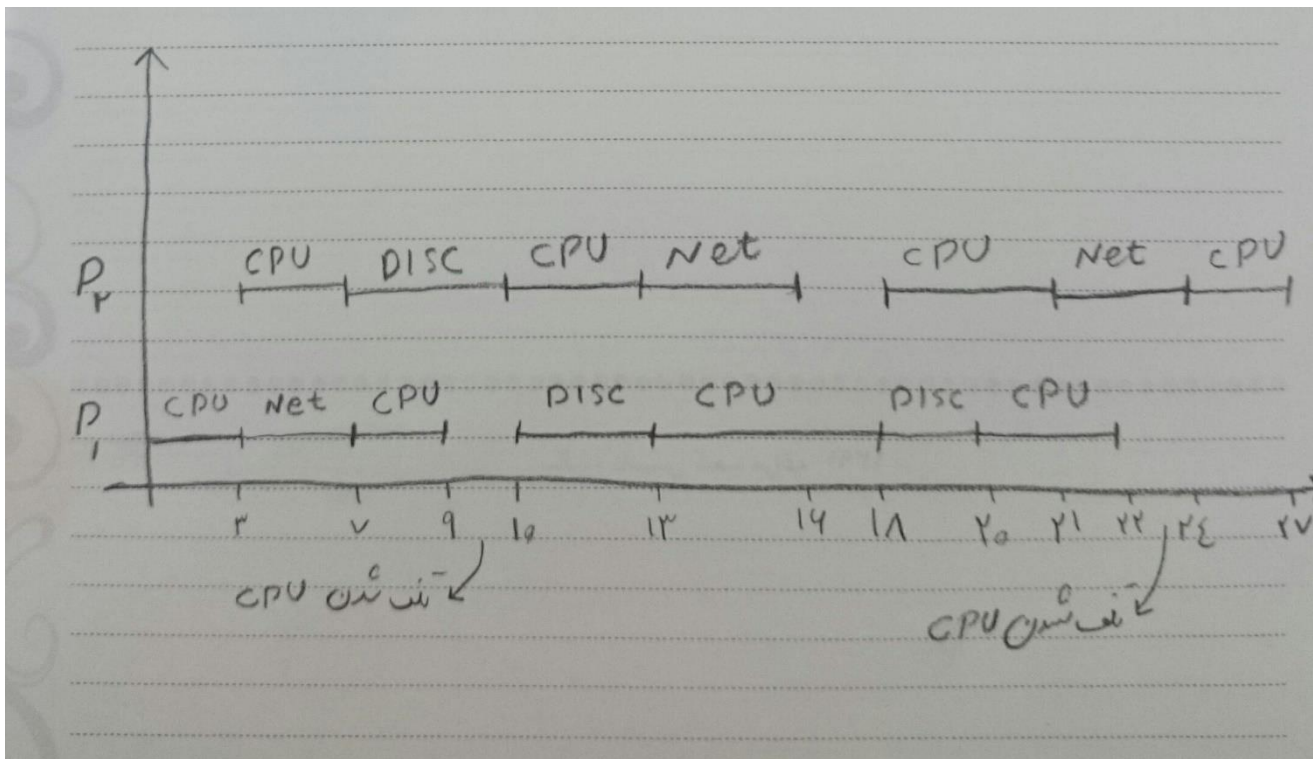 CPU DISC CPU Net CPU Net CPU
P۲
CPU Net CPU DISC CPU DISC CPU
P۱
۳ ۷ ۹ ۱۰ ۱۳ ۱۶ ۱۸ ۲۰ ۲۱ ۲۲ ۲۴ ۲۷
تلف شدن CPU
تلف شدن CPU